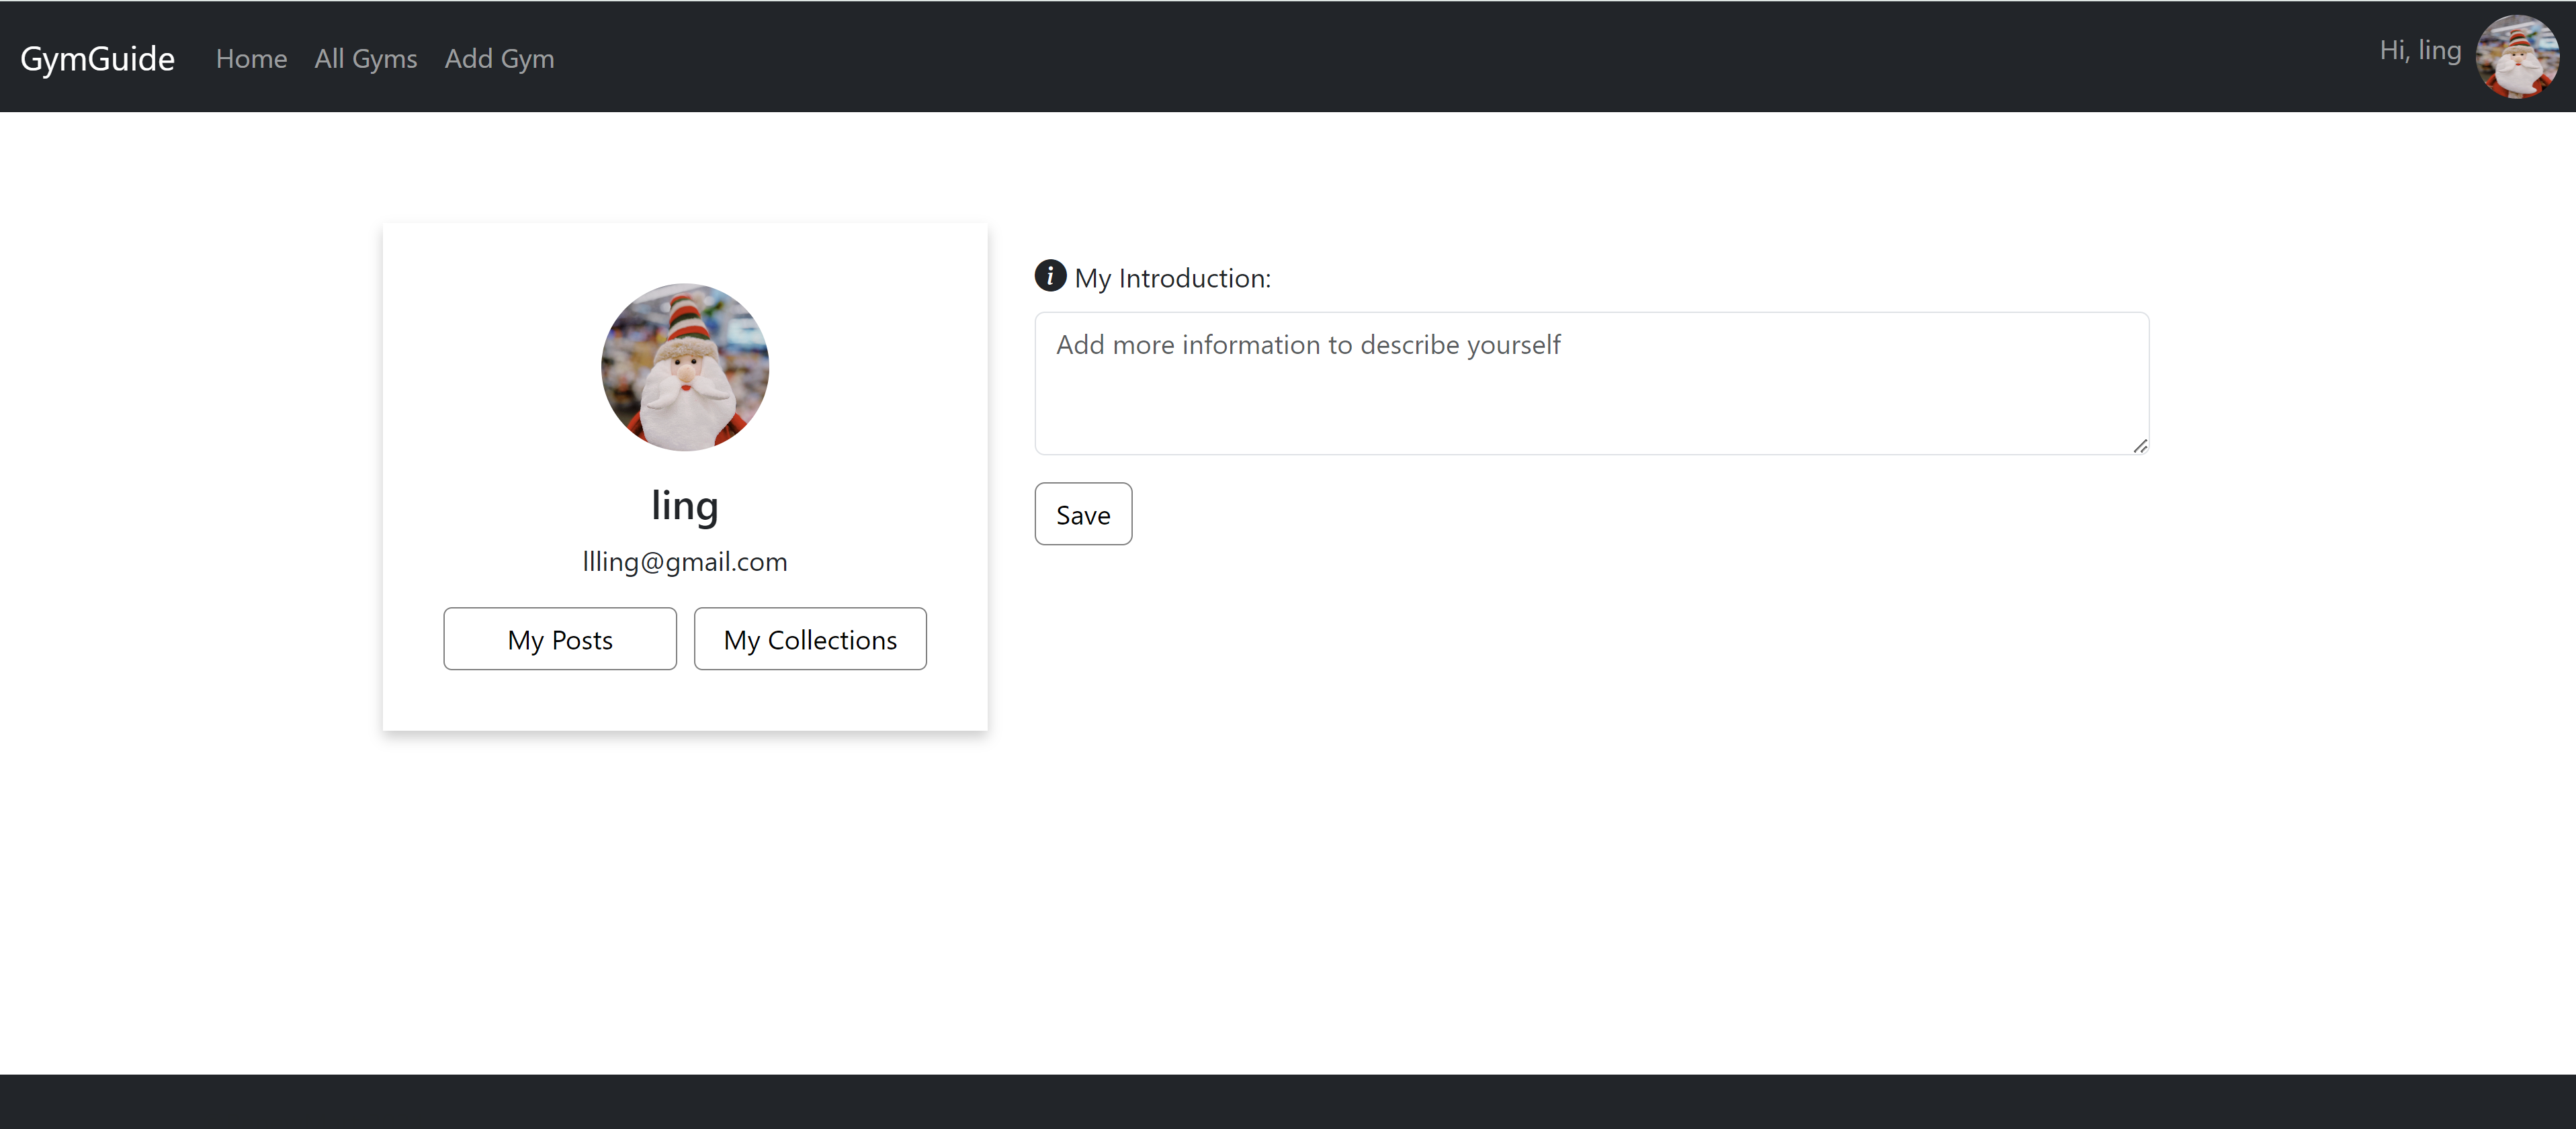 GymGuide Home All Gyms Add Gym Hi, ling
ling
llling@gmail.com
My Posts My Collections
My Introduction:
Add more information to describe yourself
Save